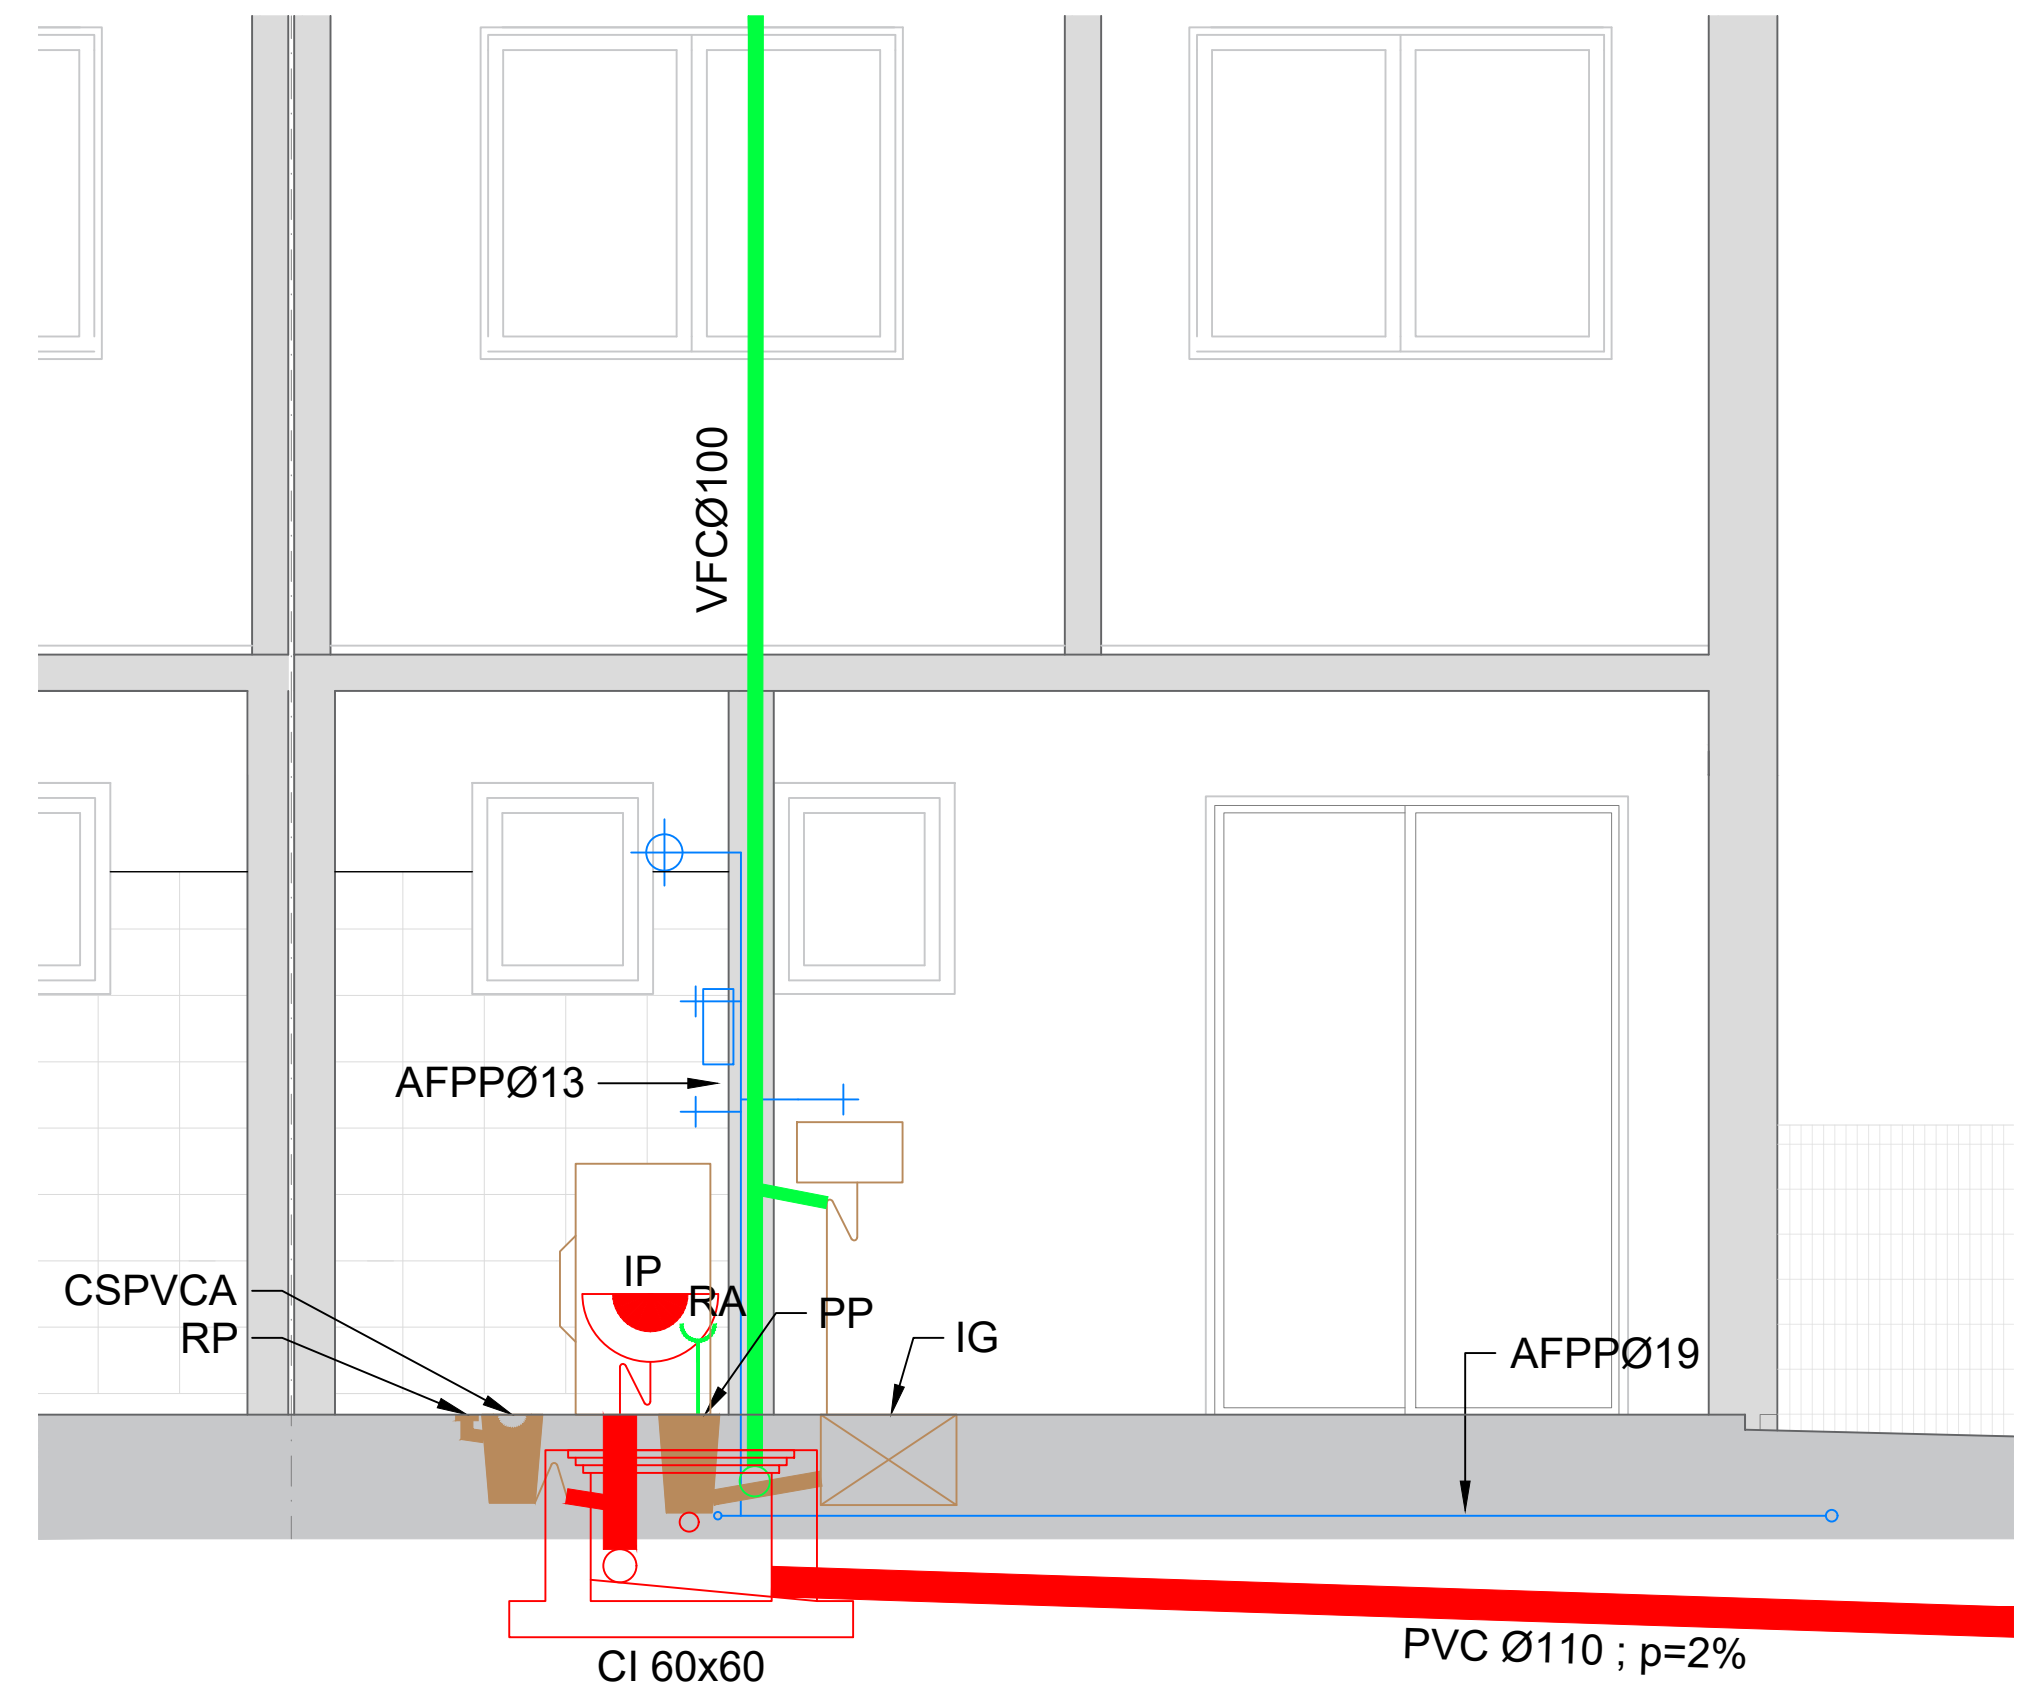 VFCØ100
AFPPØ13
IP
CSPVCA
RA
PP
RP
IG
AFPPØ19
PVC Ø110 ; p=2%
CI 60x60